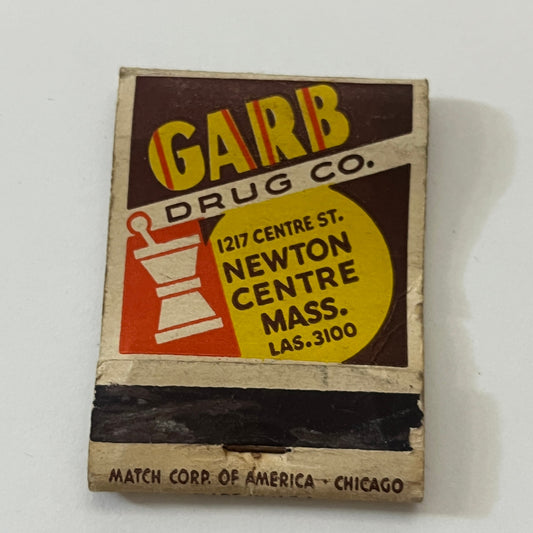 GARB
DRUG CO.
1217 CENTRE ST.
NEWTON
CENTRE
MASS.
LAS.3100
MATCH CORP. OF AMERICA · CHICAGO